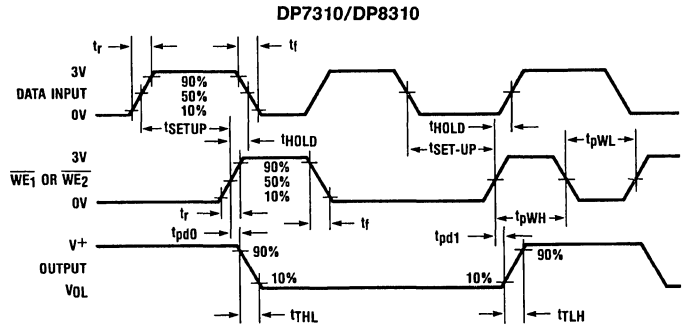 DP7310/DP8310
tr
tf
3V
DATA INPUT
0V
90%
50%
10%
tSETUP
tHOLD
tHOLD
tSET-UP
tpWL
3V
WE1 OR WE2
0V
90%
50%
10%
tr
tf
tpWH
tpd0
tpd1
V+
OUTPUT
VOL
90%
10%
10%
90%
tTHL
tTLH